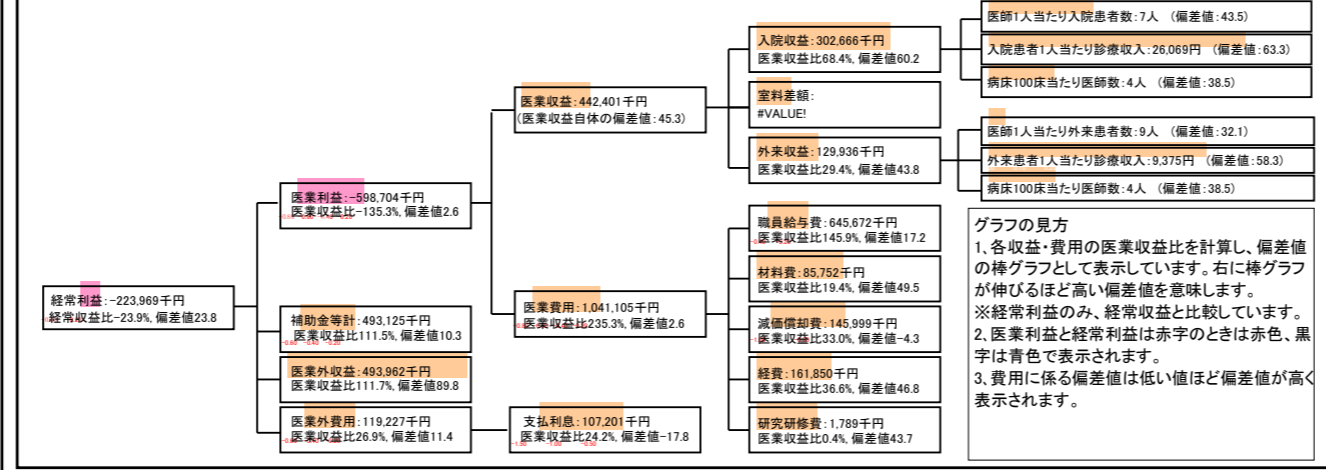 医師1人当たり入院患者数:7人 (偏差値:43.5)
入院収益:302,666千円
医業収益比68.4%, 偏差値60.2
入院患者1人当たり診療収入:26,069円 (偏差値:63.3)
病床100床当たり医師数:4人 (偏差値:38.5)
医業収益:442,401千円
(医業収益自体の偏差値:45.3)
室料差額:
#VALUE!
医師1人当たり外来患者数:9人 (偏差値:32.1)
外来収益:129,936千円
医業収益比29.4%, 偏差値43.8
外来患者1人当たり診療収入:9,375円 (偏差値:58.3)
病床100床当たり医師数:4人 (偏差値:38.5)
医業利益:-598,704千円
医業収益比-135.3%, 偏差値2.6
職員給与費:645,672千円
医業収益比145.9%, 偏差値17.2
材料費:85,752千円
医業収益比19.4%, 偏差値49.5
経常利益:-223,969千円
経常収益比-23.9%, 偏差値23.8
医業費用:1,041,105千円
医業収益比235.3%, 偏差値2.6
補助金等計:493,125千円
医業収益比111.5%, 偏差値10.3
-0.60 -0.40 -0.20
減価償却費:145,999千円
医業収益比33.0%, 偏差値-4.3
医業外収益:493,962千円
医業収益比111.7%, 偏差値89.8
経費:161,850千円
医業収益比36.6%, 偏差値46.8
医業外費用:119,227千円
医業収益比26.9%, 偏差値11.4
支払利息:107,201千円
医業収益比24.2%, 偏差値-17.8
-1.50 -1.00 -0.50
研究研修費:1,789千円
医業収益比0.4%, 偏差値43.7
グラフの見方
1、各収益・費用の医業収益比を計算し、偏差値
の棒グラフとして表示しています。右に棒グラフ
が伸びるほど高い偏差値を意味します。
※経常利益のみ、経常収益と比較しています。
2、医業利益と経常利益は赤字のときは赤色、黒
字は青色で表示されます。
3、費用に係る偏差値は低い値ほど偏差値が高く
表示されます。